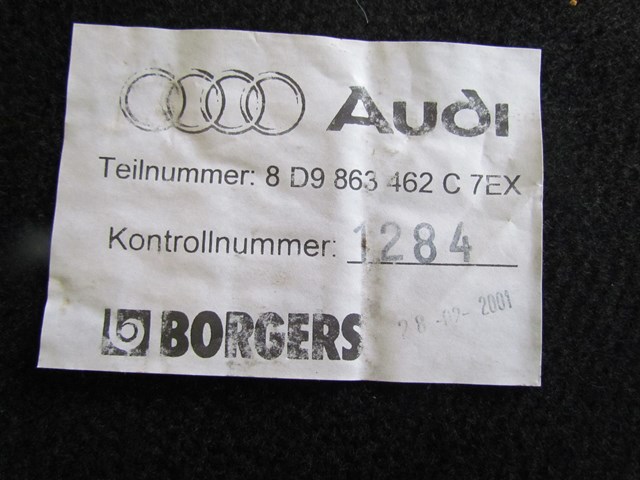 Audi
Teilnummer: 8 D9 863 462 C 7EX
Kontrollnummer: 1284
BORGERS
28-02-2001